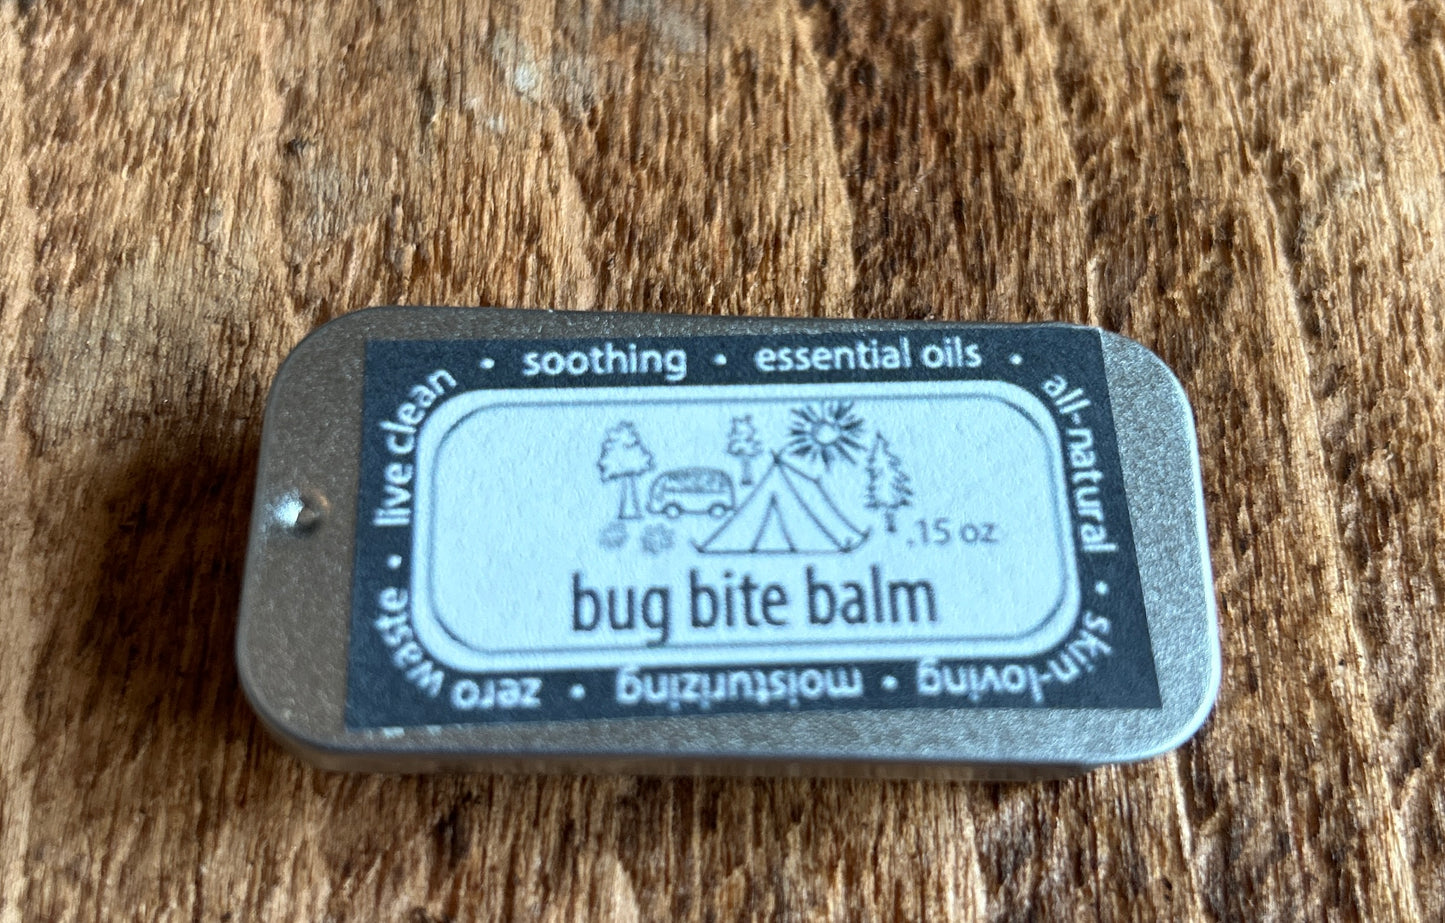 • soothing • essential oils •
all-natural • skin-loving • moisturizing • zero waste • live clean
.15 oz
bug bite balm